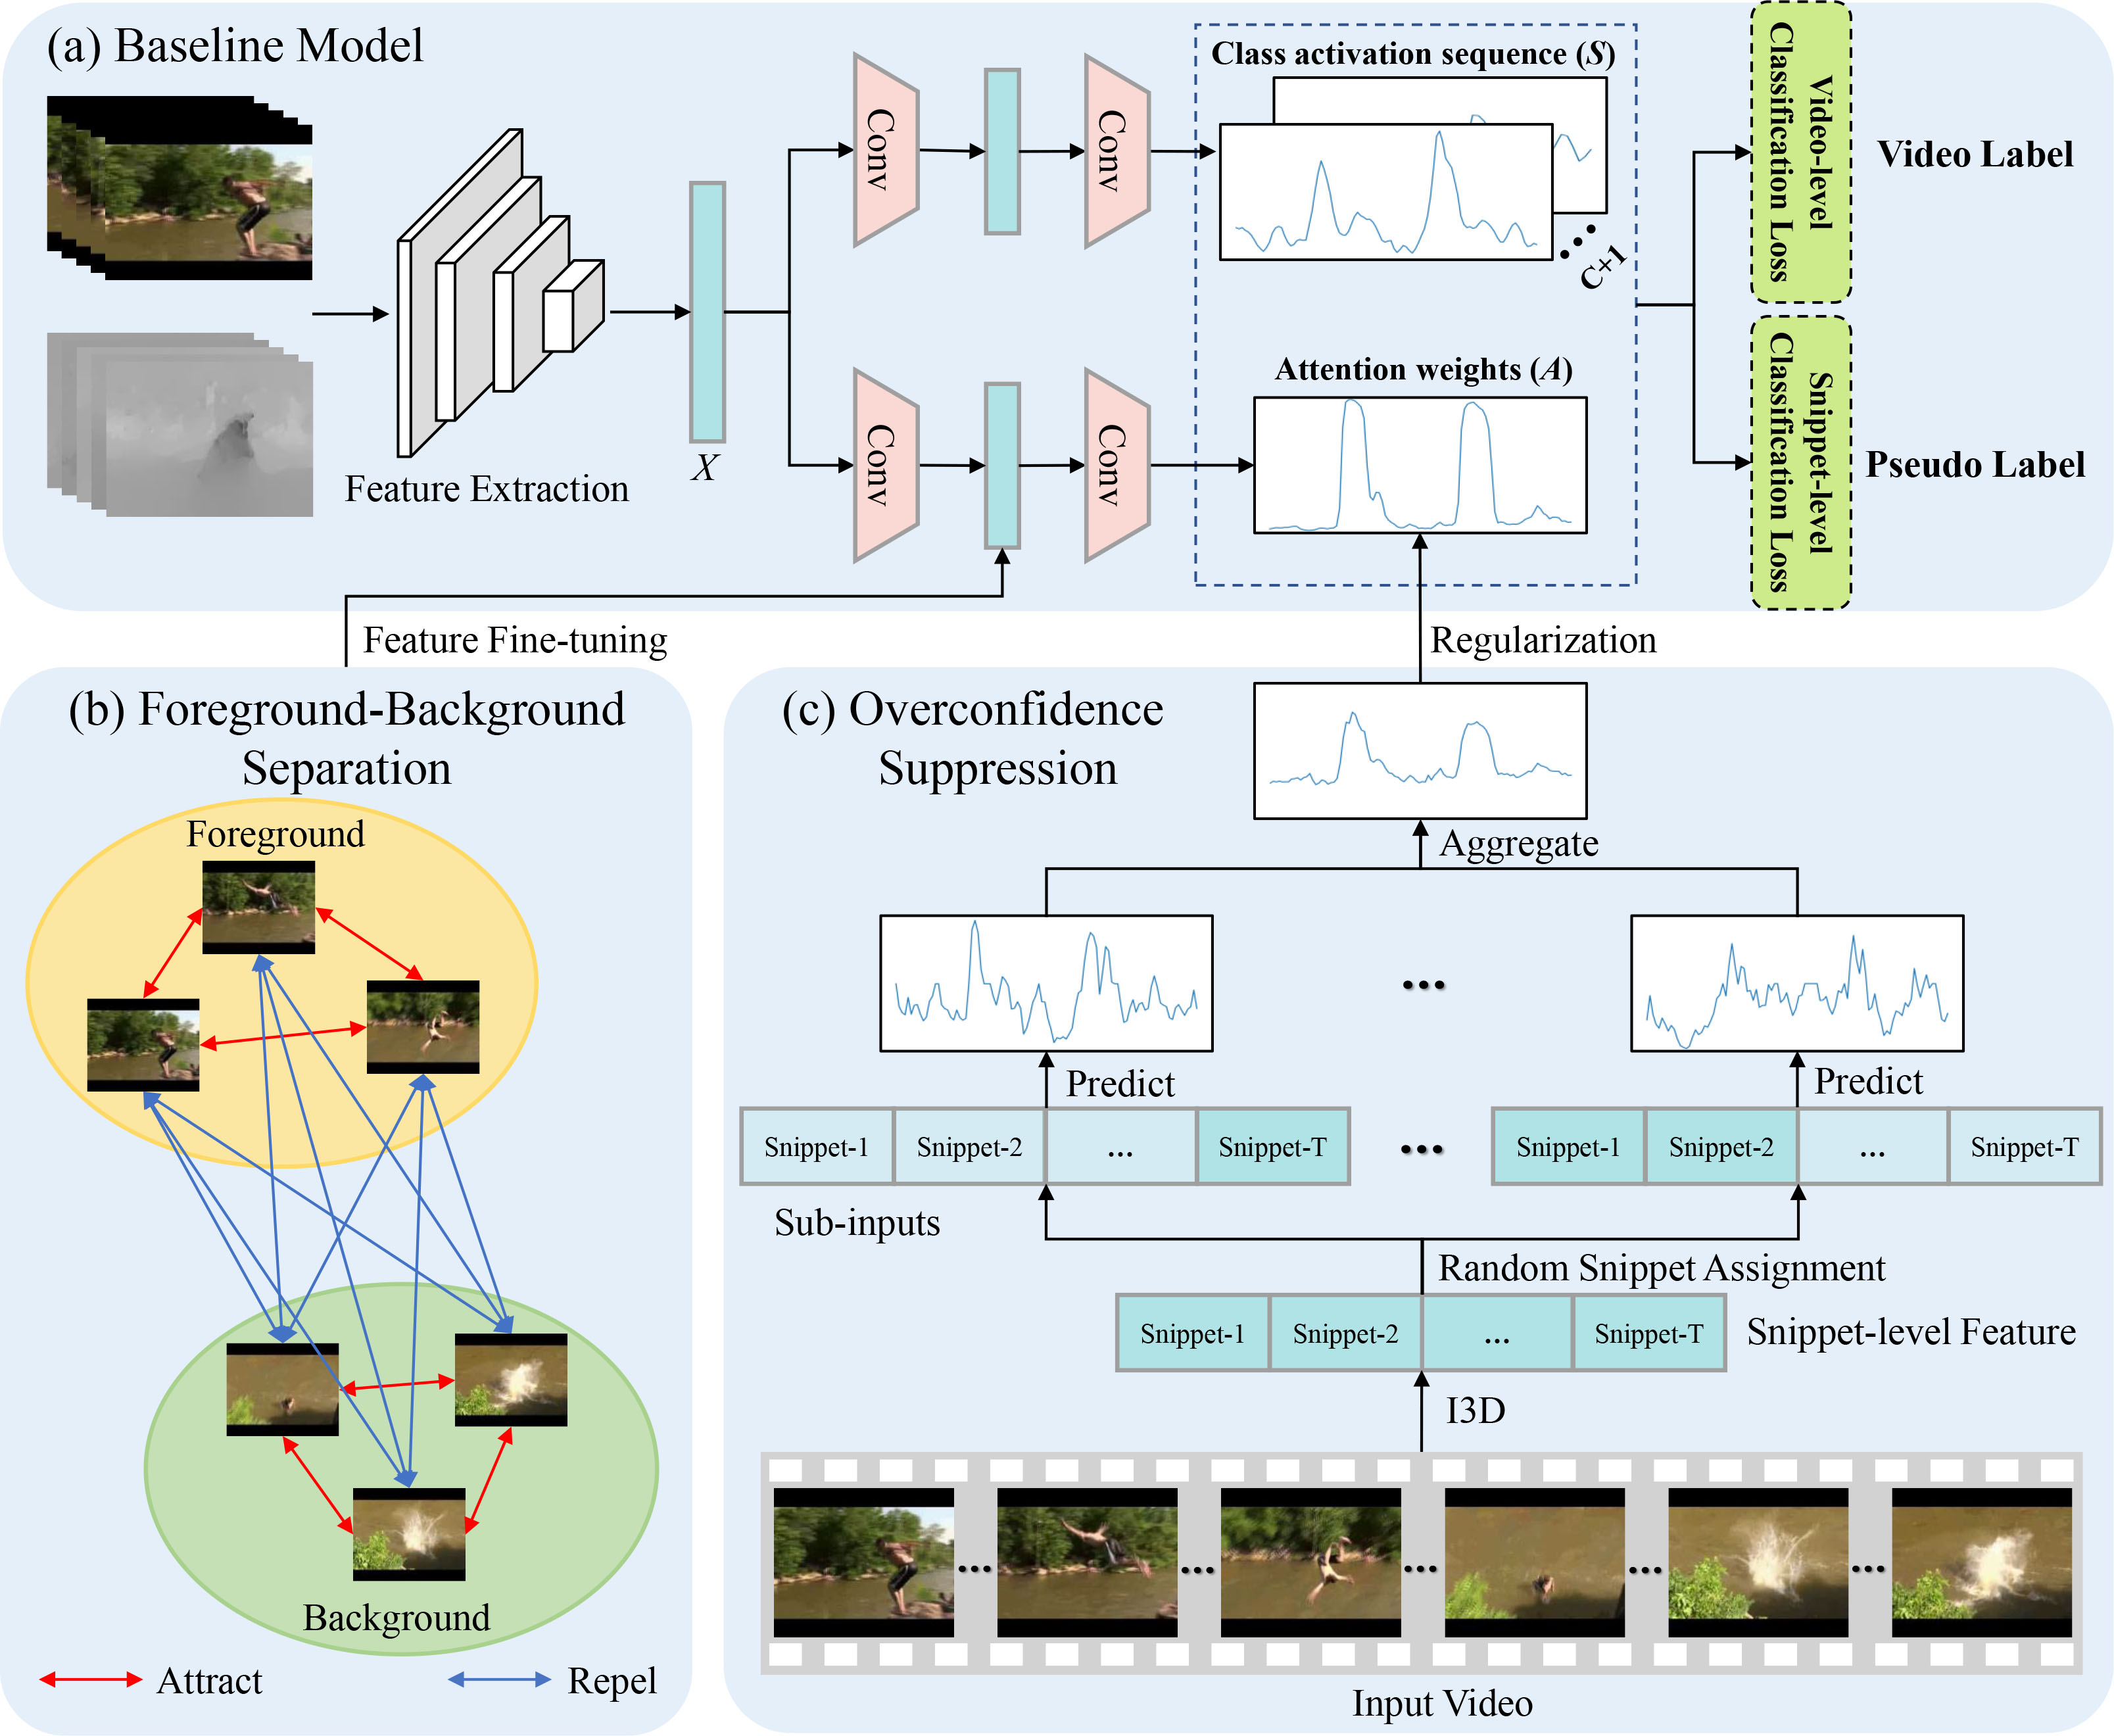 (a) Baseline Model
Class activation sequence (S)
Conv
Conv
C+1
Video-level
Classification Loss
Video Label
Attention weights (A)
Conv
Conv
Snippet-level
Classification Loss
Pseudo Label
X
Feature Extraction
Feature Fine-tuning
Regularization
(b) Foreground-Background
Separation
Foreground
Background
Attract
Repel
(c) Overconfidence
Suppression
Aggregate
...
Predict
Predict
Snippet-1 Snippet-2 ... Snippet-T ... Snippet-1 Snippet-2 ... Snippet-T
Sub-inputs
Random Snippet Assignment
Snippet-1 Snippet-2 ... Snippet-T
Snippet-level Feature
I3D
... ... ... ... ...
Input Video